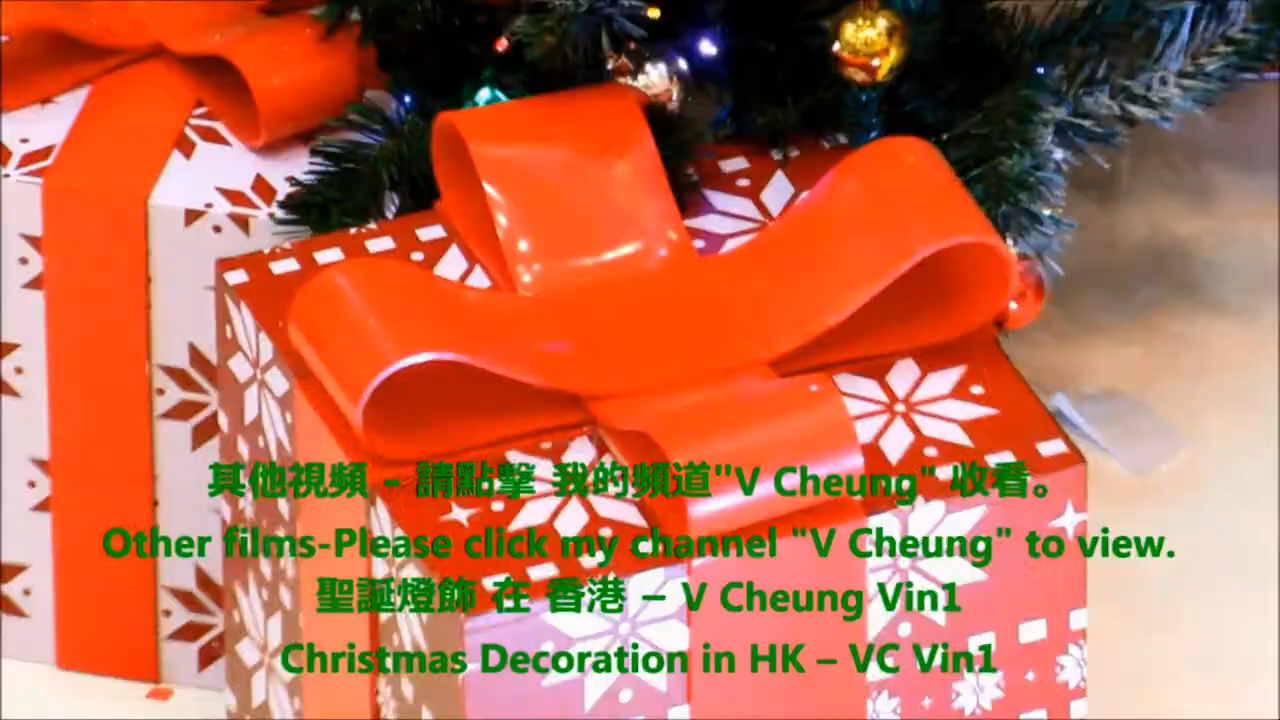 其他視頻 - 請點擊 我的頻道"V Cheung" 收看。
Other films-Please click my channel "V Cheung" to view.
聖誕燈飾 在 香港 – V Cheung Vin1
Christmas Decoration in HK – VC Vin1